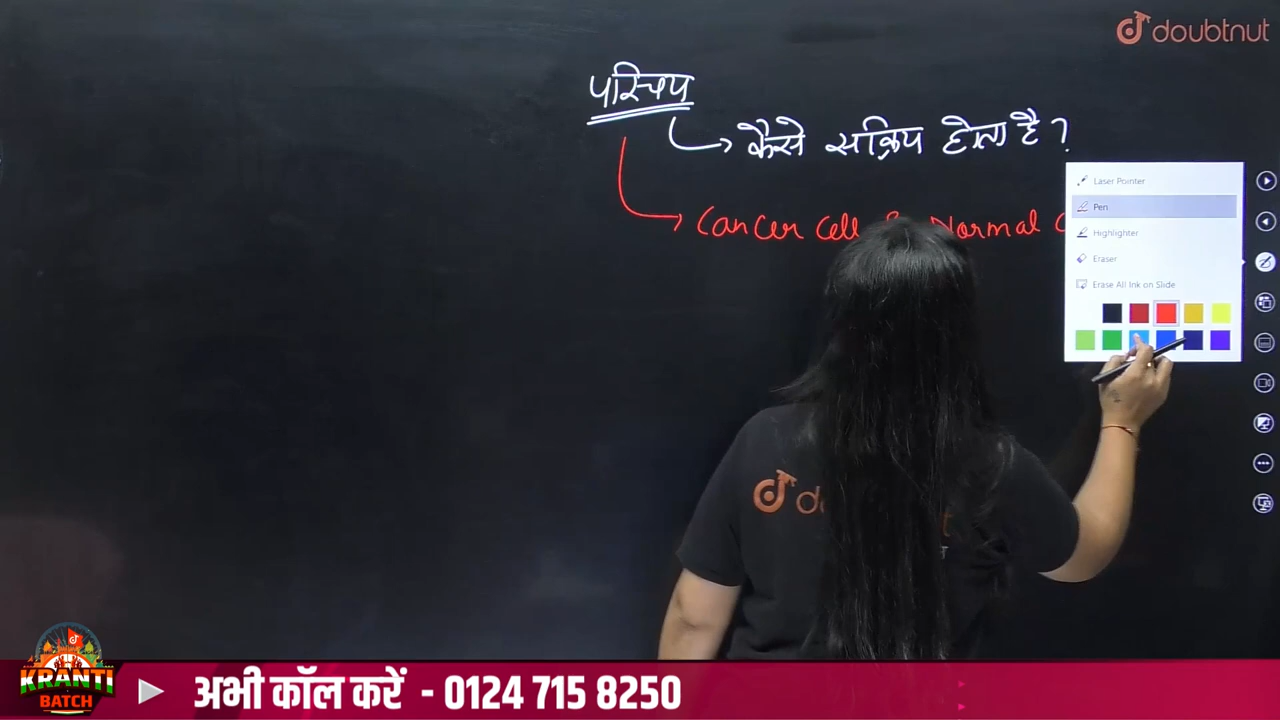 doubtnut
परिचय
कैसे सक्रिय होता है ?
Cancer Cell & Normal
Laser Pointer
Pen
Highlighter
Eraser
Erase All Ink on Slide
KRANTI
BATCH
अभी कॉल करें - 0124 715 8250